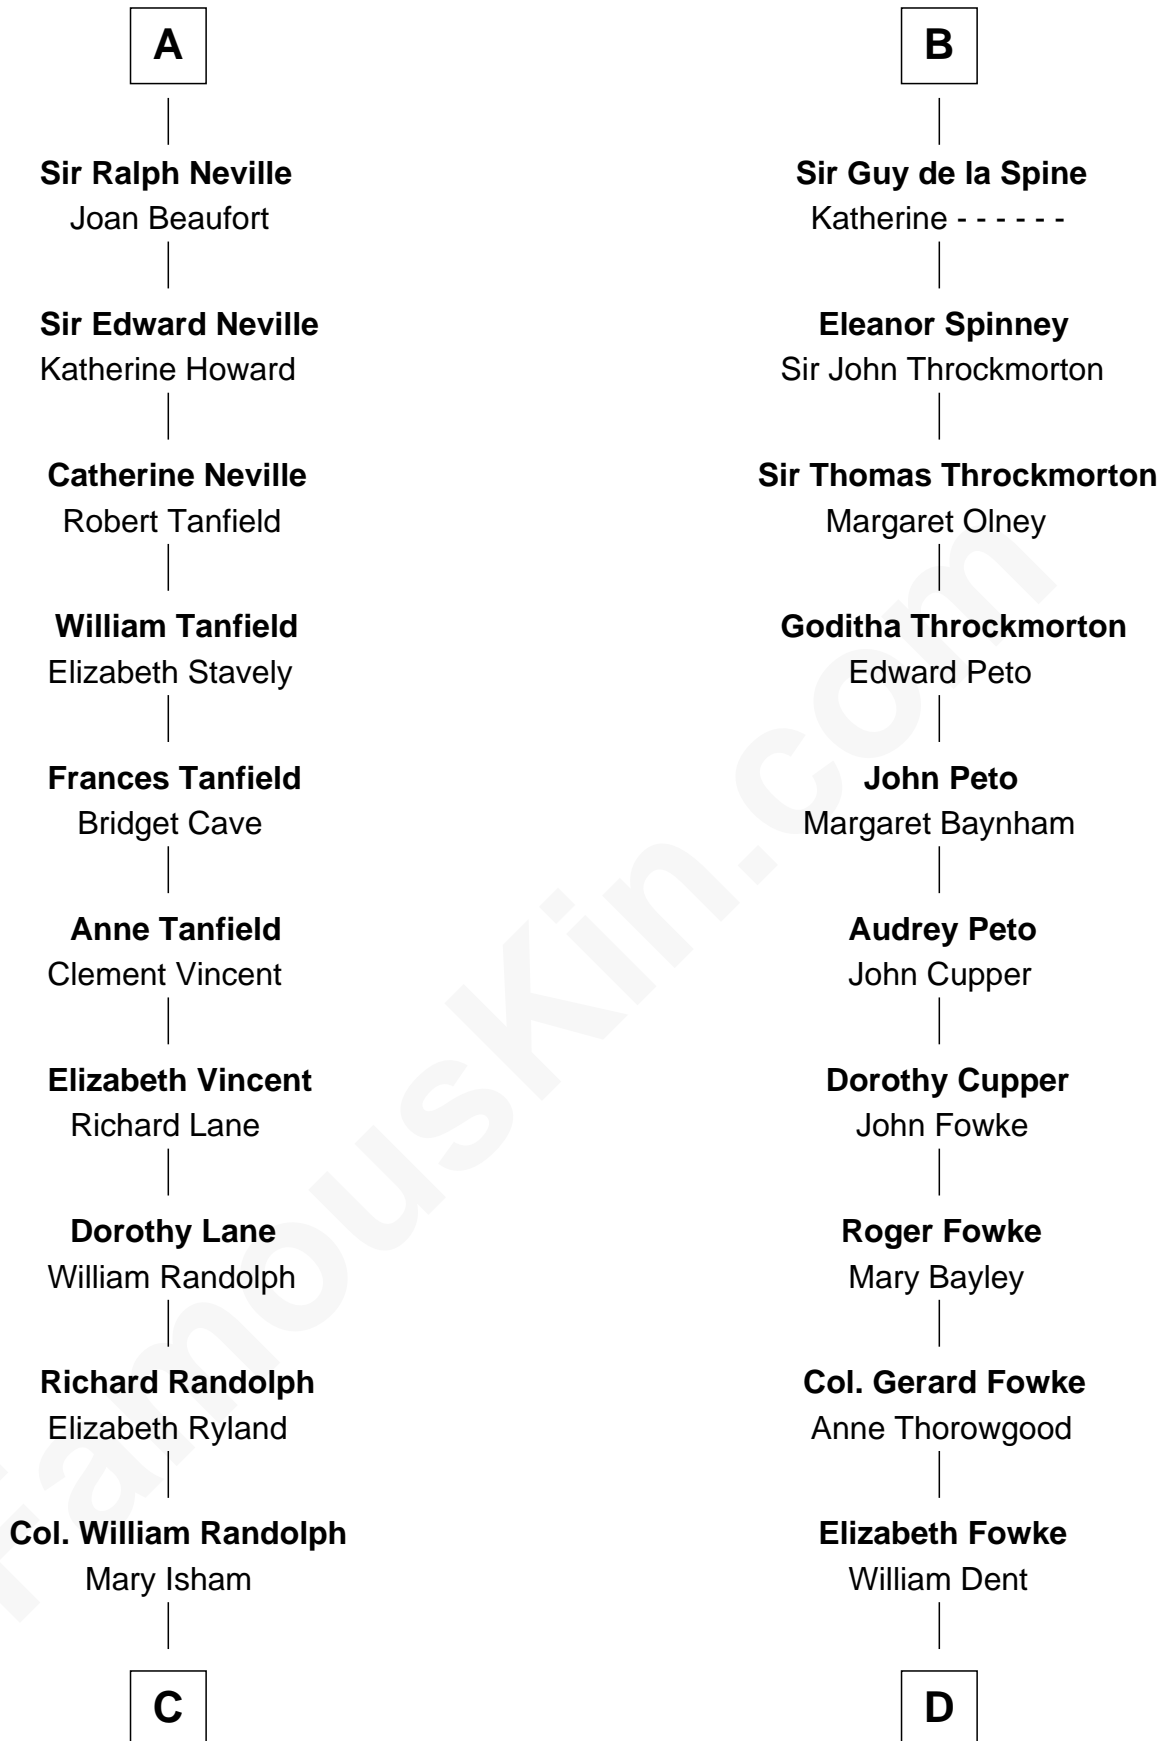 A
Sir Ralph Neville
Joan Beaufort
Sir Edward Neville
Katherine Howard
Catherine Neville
Robert Tanfield
William Tanfield
Elizabeth Stavely
Frances Tanfield
Bridget Cave
Anne Tanfield
Clement Vincent
Elizabeth Vincent
Richard Lane
Dorothy Lane
William Randolph
Richard Randolph
Elizabeth Ryland
Col. William Randolph
Mary Isham
C
B
Sir Guy de la Spine
Katherine - - - - - -
Eleanor Spinney
Sir John Throckmorton
Sir Thomas Throckmorton
Margaret Olney
Goditha Throckmorton
Edward Peto
John Peto
Margaret Baynham
Audrey Peto
John Cupper
Dorothy Cupper
John Fowke
Roger Fowke
Mary Bayley
Col. Gerard Fowke
Anne Thorowgood
Elizabeth Fowke
William Dent
D
FamousKin.com